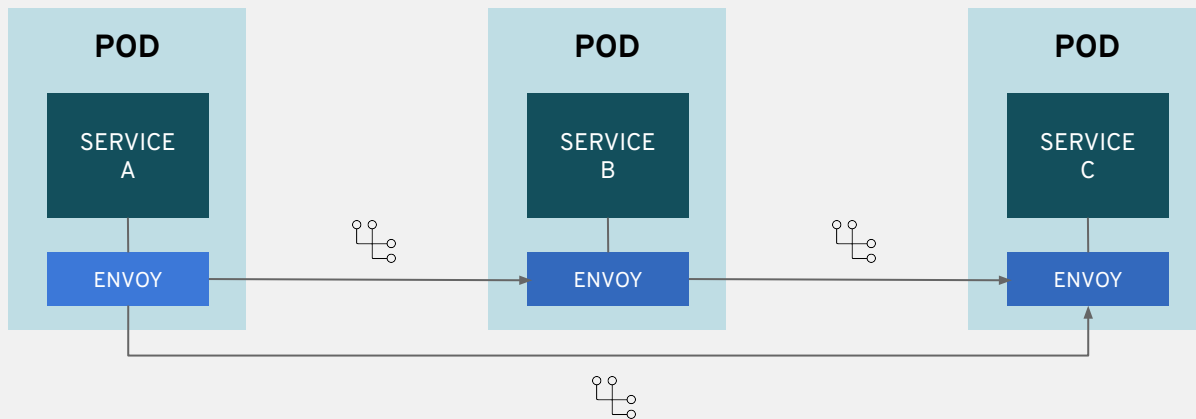 POD
SERVICE
A
ENVOY
POD
SERVICE
B
ENVOY
POD
SERVICE
C
ENVOY